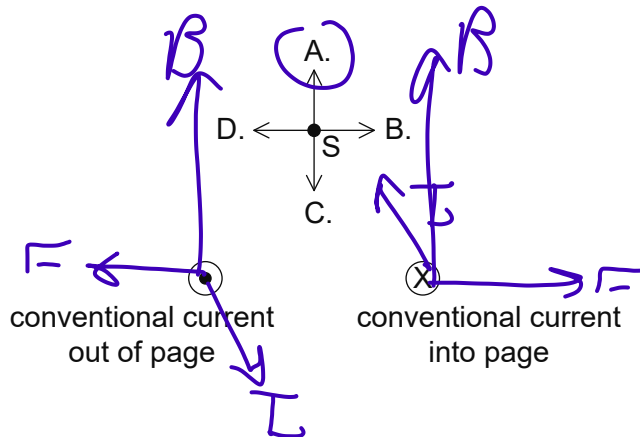 A.
B
B
D.
B.
S
C.
I
F
X
F
conventional current
out of page
conventional current
into page
I